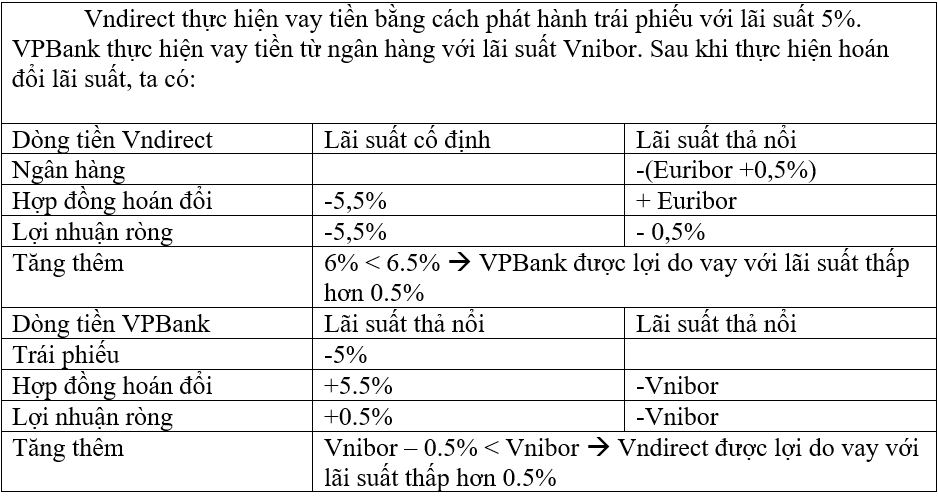 Vndirect thực hiện vay tiền bằng cách phát hành trái phiếu với lãi suất 5%.
VPBank thực hiện vay tiền từ ngân hàng với lãi suất Vnibor. Sau khi thực hiện hoán
đổi lãi suất, ta có:
Dòng tiền Vndirect Lãi suất cố định Lãi suất thả nổi
Ngân hàng -(Euribor +0,5%)
Hợp đồng hoán đổi -5,5% + Euribor
Lợi nhuận ròng -5,5% - 0,5%
Tăng thêm 6% < 6.5% → VPBank được lợi do vay với lãi suất thấp
hơn 0.5%
Dòng tiền VPBank Lãi suất thả nổi Lãi suất thả nổi
Trái phiếu -5%
Hợp đồng hoán đổi +5.5% -Vnibor
Lợi nhuận ròng +0.5% -Vnibor
Tăng thêm Vnibor – 0.5% < Vnibor → Vndirect được lợi do vay với
lãi suất thấp hơn 0.5%